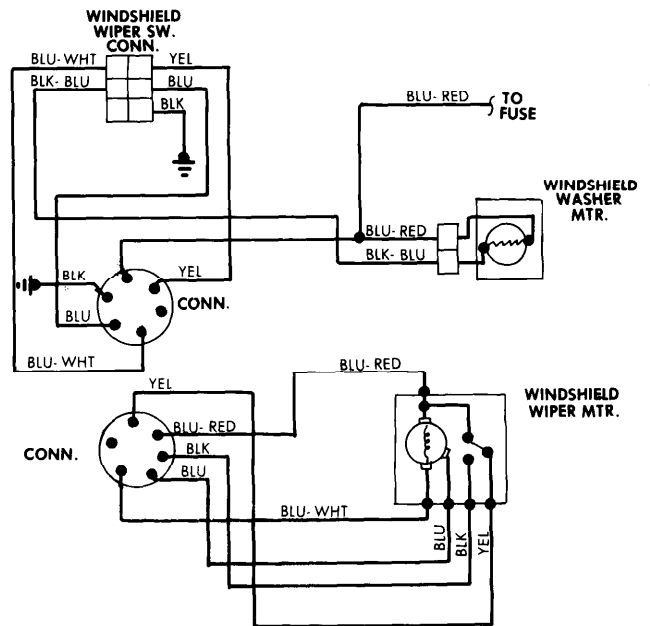 WINDSHIELD
WIPER SW.
CONN.
BLU- WHT
YEL
BLK- BLU
BLU
BLK
BLU- RED
TO
FUSE
WINDSHIELD
WASHER
MTR.
BLU- RED
BLK- BLU
BLK
YEL
CONN.
BLU
BLU- WHT
BLU- RED
YEL
WINDSHIELD
WIPER MTR.
BLU- RED
CONN.
BLK
BLU
BLU- WHT
BLU
BLK
YEL